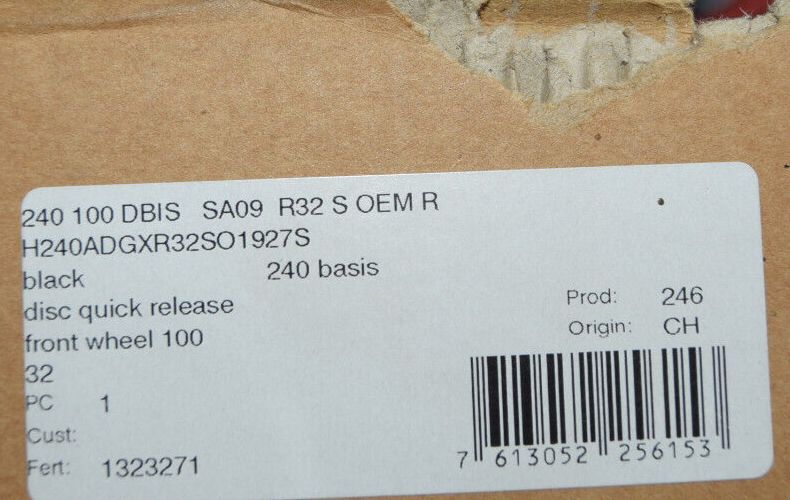 240 100 DBIS SA09 R32 S OEM R
H240ADGXR32SO1927S
black 240 basis
disc quick release
front wheel 100
32
PC 1
Cust:
Fert: 1323271
Prod: 246
Origin: CH
7 613052 256153